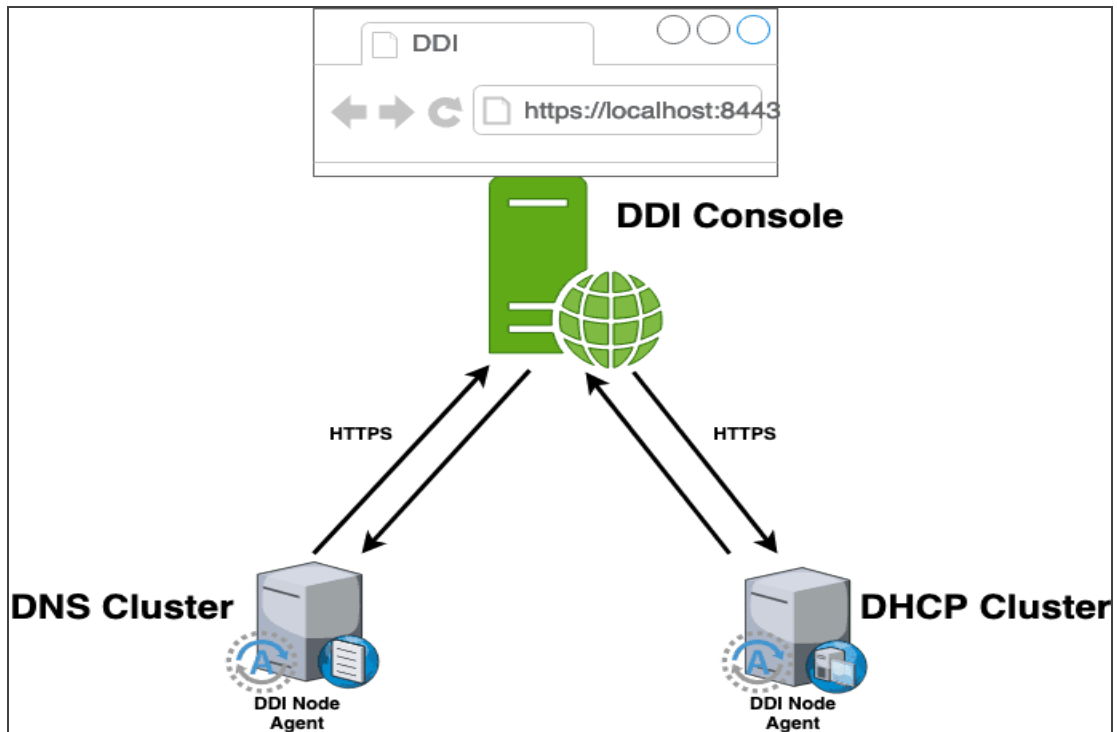 DDI
https://localhost:8443
DDI Console
HTTPS
HTTPS
DNS Cluster
DHCP Cluster
A
A
DDI Node
Agent
DDI Node
Agent